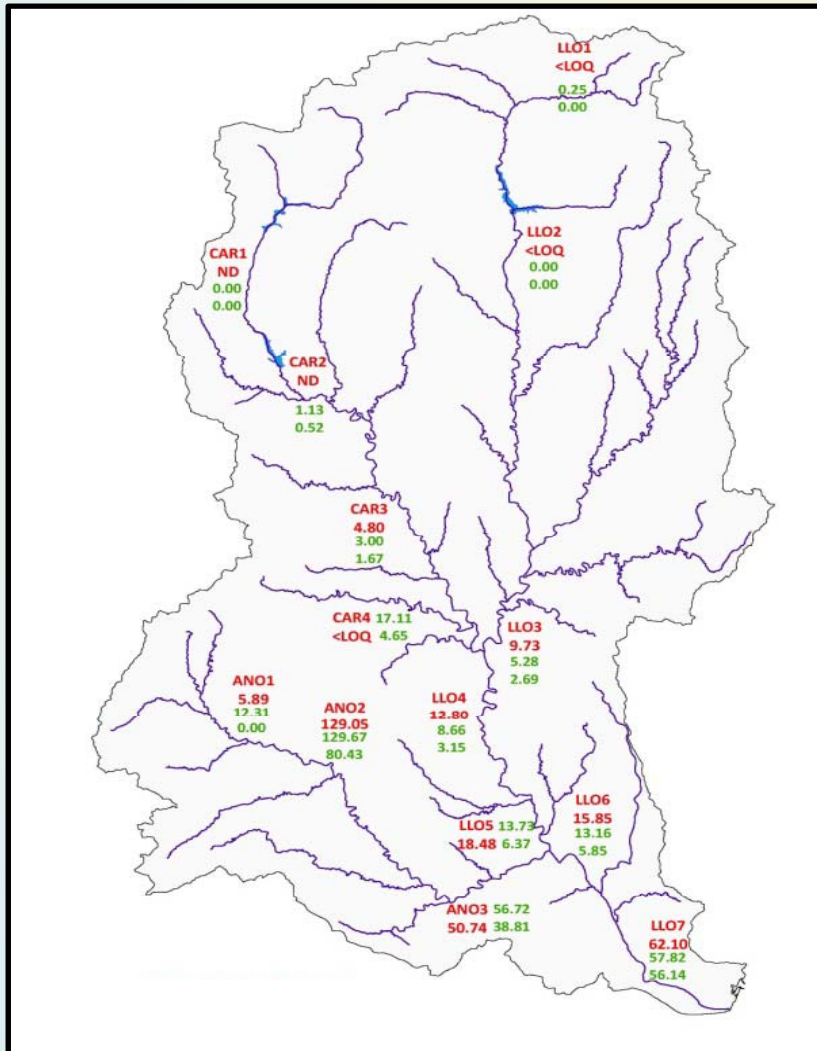 LLO1
<LOQ
0.25
0.00
LLO2
<LOQ
0.00
0.00
CAR1
ND
0.00
0.00
CAR2
ND
1.13
0.52
CAR3
4.80
3.00
1.67
CAR4 17.11
<LOQ 4.65
LLO3
9.73
5.28
2.69
ANO1
5.89
12.31
0.00
ANO2
129.05
129.67
80.43
LLO4
12.80
8.66
3.15
LLO6
15.85
13.16
5.85
LLO5 13.73
18.48 6.37
ANO3 56.72
50.74 38.81
LLO7
62.10
57.82
56.14